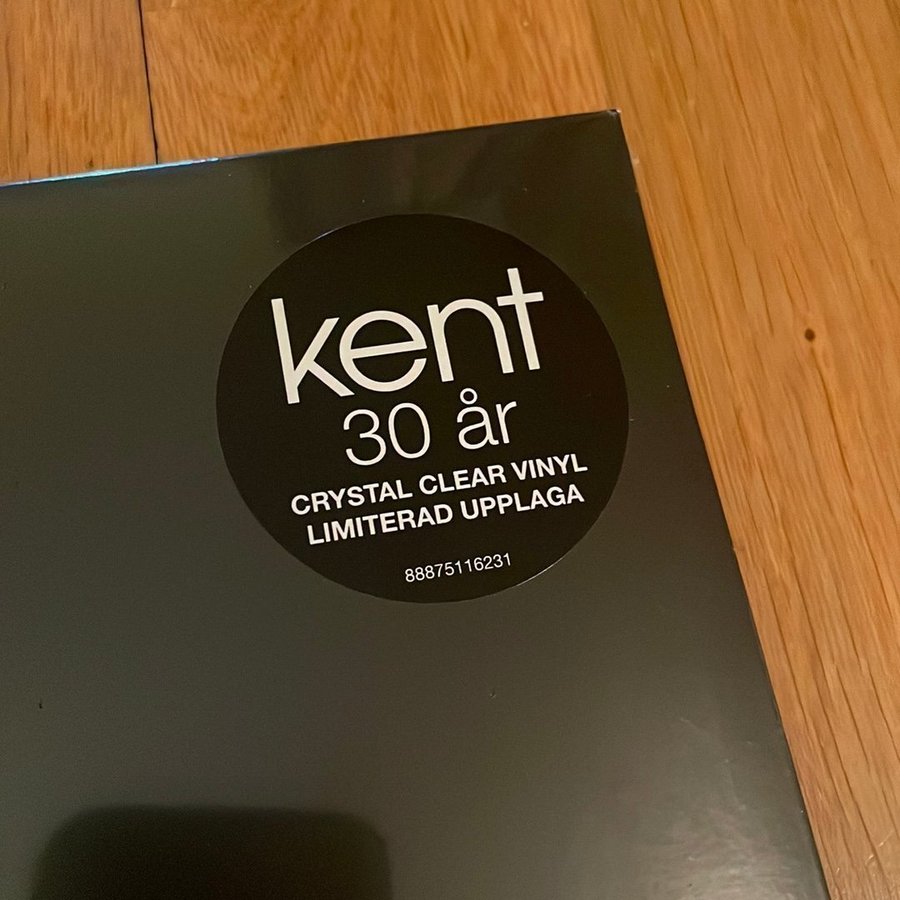 kent
30 år
CRYSTAL CLEAR VINYL
LIMITERAD UPPLAGA
88875116231